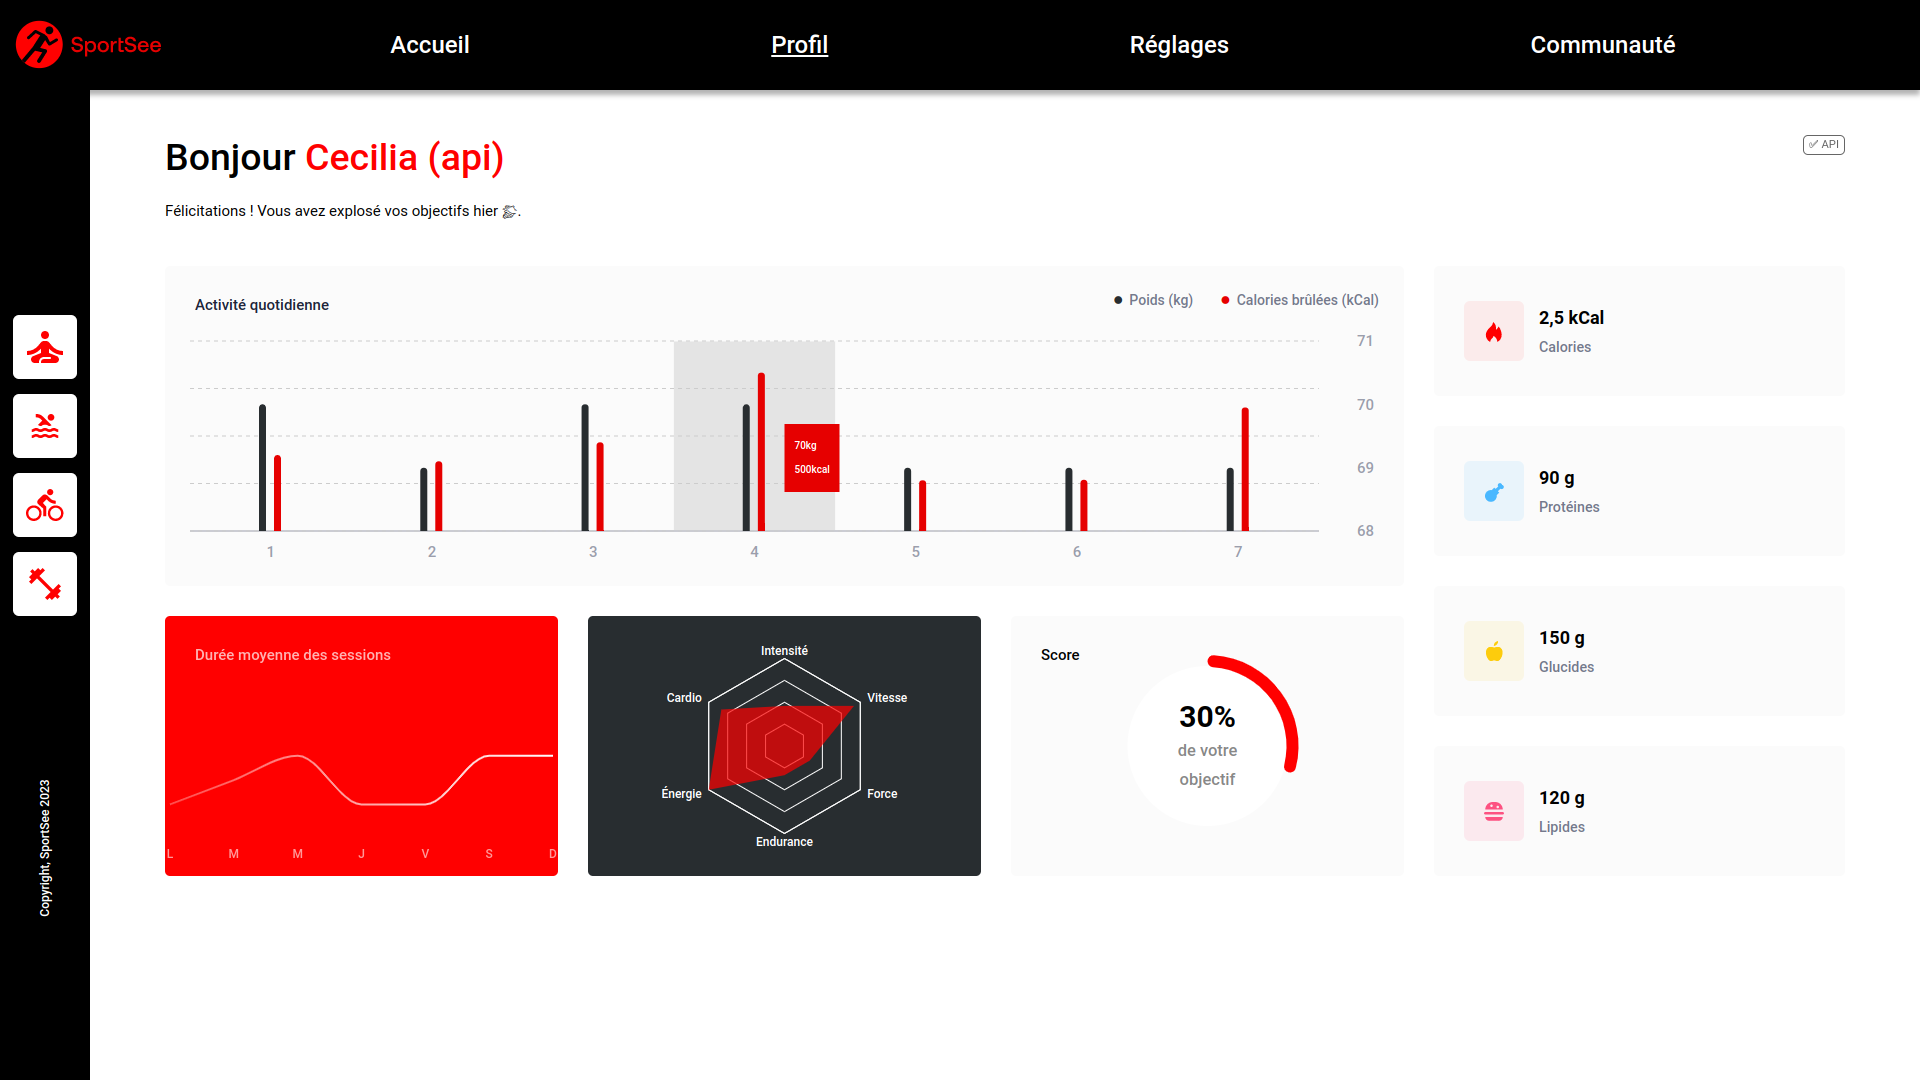 SportSee
Accueil
Profil
Réglages
Communauté
Bonjour Cecilia (api)
✅ API
Félicitations ! Vous avez explosé vos objectifs hier 👏.
Activité quotidienne
Poids (kg)
Calories brûlées (kCal)
71
70
69
68
70kg
500kcal
1 2 3 4 5 6 7
2,5 kCal
Calories
90 g
Protéines
150 g
Glucides
120 g
Lipides
Durée moyenne des sessions
L M M J V S D
Intensité
Vitesse
Force
Endurance
Énergie
Cardio
Score
30%
de votre
objectif
Copyright, SportSee 2023